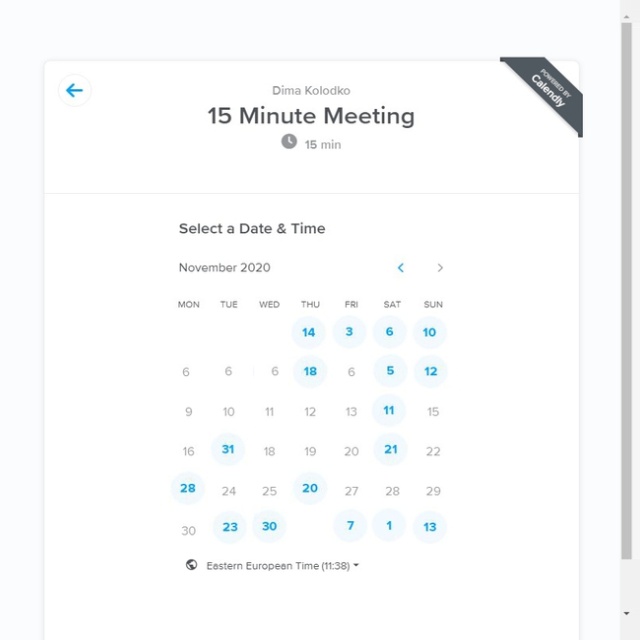 POWERED BY
Calendly
Dima Kolodko
15 Minute Meeting
15 min
Select a Date & Time
November 2020
MON TUE WED THU FRI SAT SUN
14 3 6 10
6 6 6 18 6 5 12
9 10 11 12 13 11 15
16 31 18 19 20 21 22
28 24 25 20 27 28 29
30 23 30 7 1 13
Eastern European Time (11:38)